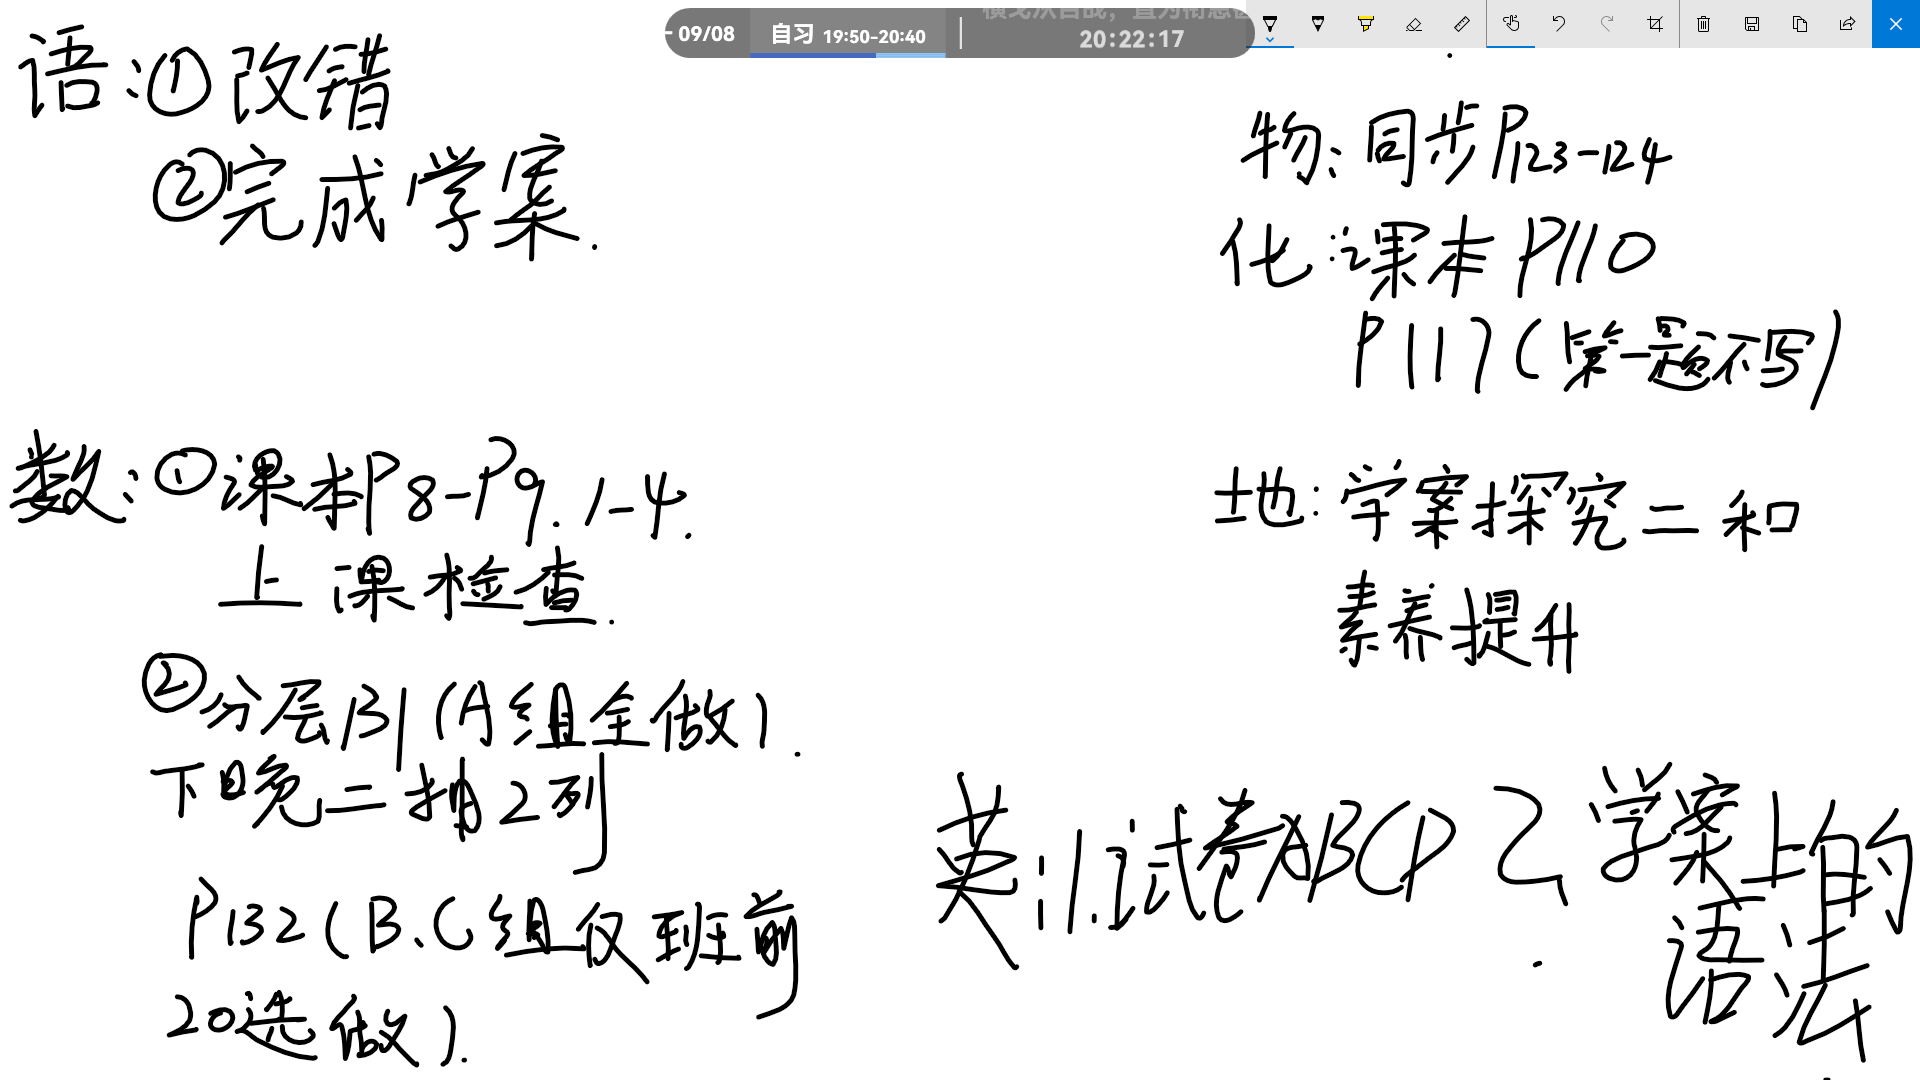 09/08 自习 19:50-20:40 20:22:17
语:①改错
②完成学案.
数:①课本P8-P9. 1-4.
上课检查.
②分层B1(A组全做).
下日晚二抽2列
P132(B、C组仅班前
20选做).
物:同步P123-124
化:课本P110
P117(第一题不写)
地:学案探究二和
素养提升
英:1.试卷ABCD 2.学案上的
语法